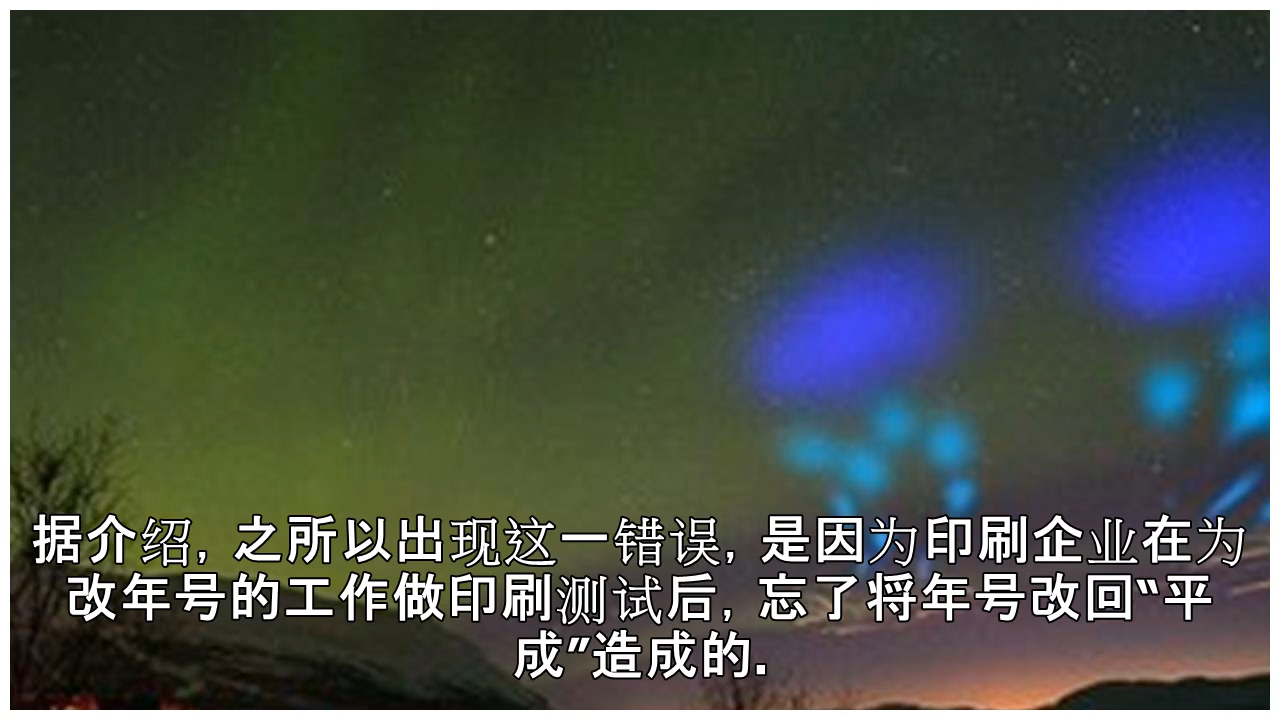 据介绍, 之所以出现这一错误, 是因为印刷企业在为
改年号的工作做印刷测试后, 忘了将年号改回“平
成”造成的.